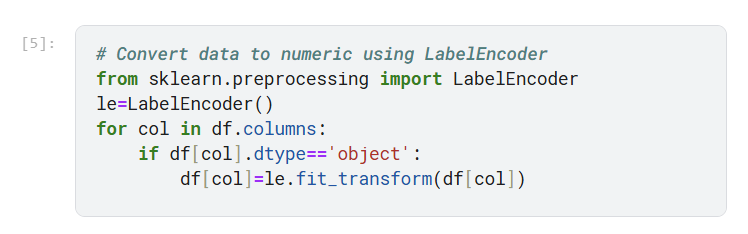 [5]:
# Convert data to numeric using LabelEncoder
from sklearn.preprocessing import LabelEncoder
le=LabelEncoder()
for col in df.columns:
    if df[col].dtype=='object':
        df[col]=le.fit_transform(df[col])